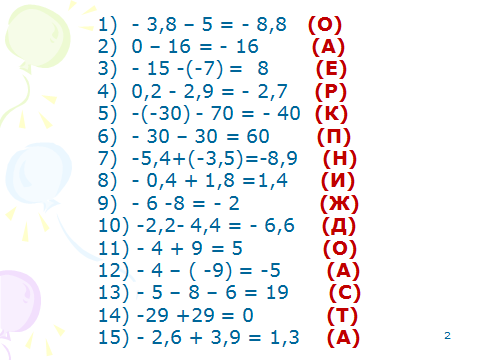 1) - 3,8 – 5 = - 8,8 (О)
2) 0 – 16 = - 16 (А)
3) - 15 -(-7) = 8 (Е)
4) 0,2 - 2,9 = - 2,7 (Р)
5) -(-30) - 70 = - 40 (К)
6) - 30 – 30 = 60 (П)
7) -5,4+(-3,5)=-8,9 (Н)
8) - 0,4 + 1,8 =1,4 (И)
9) - 6 -8 = - 2 (Ж)
10) -2,2- 4,4 = - 6,6 (Д)
11) - 4 + 9 = 5 (О)
12) - 4 – ( -9) = -5 (А)
13) - 5 – 8 – 6 = 19 (С)
14) -29 +29 = 0 (Т)
15) - 2,6 + 3,9 = 1,3 (А)
2